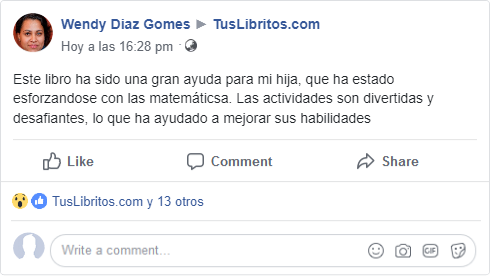 Wendy Diaz Gomes ▶ TusLibritos.com
Hoy a las 16:28 pm ·
Este libro ha sido una gran ayuda para mi hija, que ha estado
esforzandose con las matemáticsa. Las actividades son divertidas y
desafiantes, lo que ha ayudado a mejorar sus habilidades
Like Comment Share
TusLibritos.com y 13 otros
Write a comment...
GIF